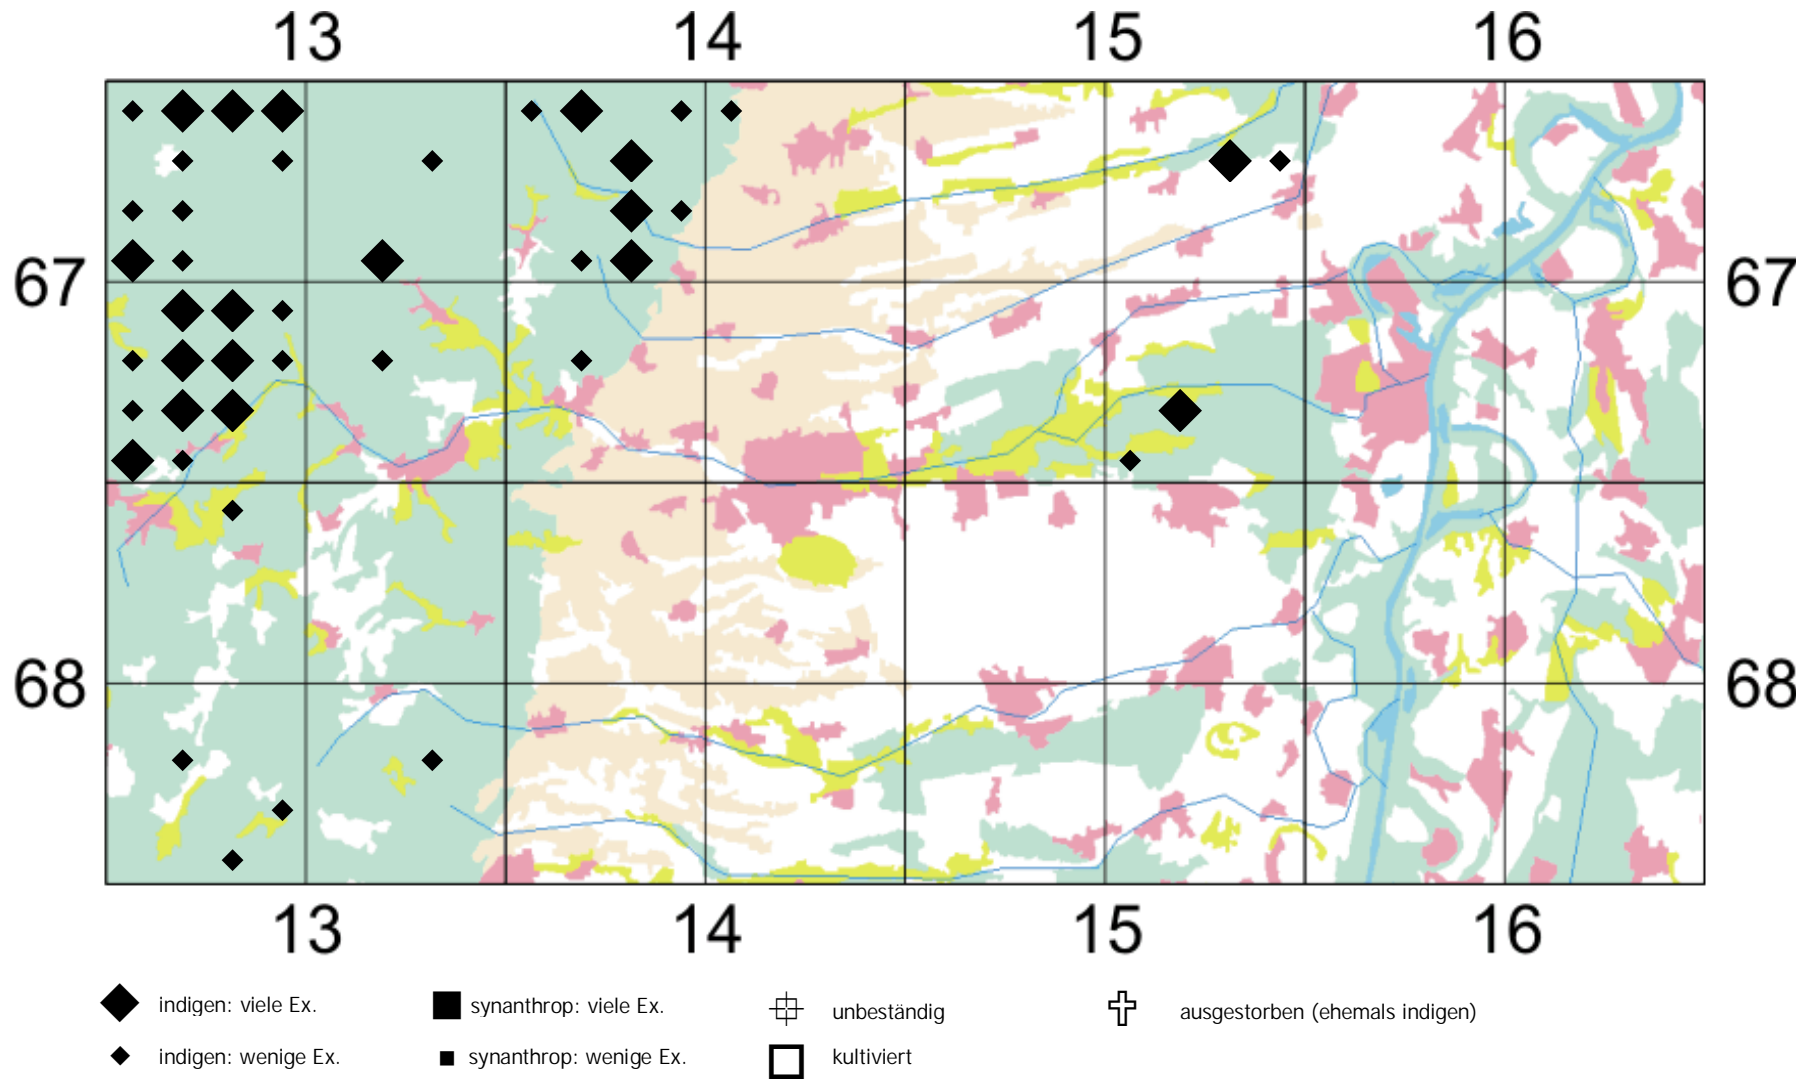 13 14 15 16
67 67
68 68
13 14 15 16
indigen: viele Ex. synanthrop: viele Ex. unbeständig ausgestorben (ehemals indigen)
indigen: wenige Ex. synanthrop: wenige Ex. kultiviert